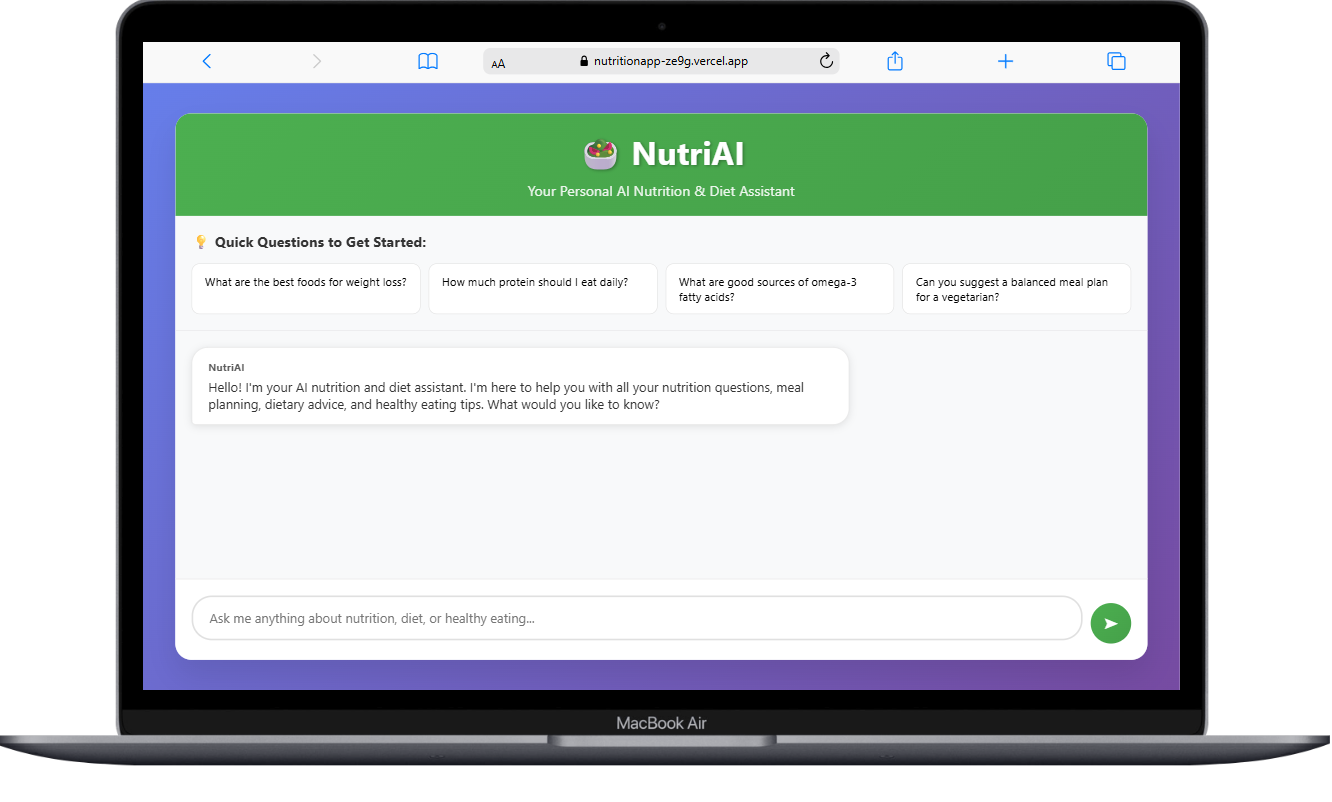 AA nutritionapp-ze9g.vercel.app
NutriAI
Your Personal AI Nutrition & Diet Assistant
Quick Questions to Get Started:
What are the best foods for weight loss?
How much protein should I eat daily?
What are good sources of omega-3
fatty acids?
Can you suggest a balanced meal plan
for a vegetarian?
NutriAI
Hello! I'm your AI nutrition and diet assistant. I'm here to help you with all your nutrition questions, meal
planning, dietary advice, and healthy eating tips. What would you like to know?
Ask me anything about nutrition, diet, or healthy eating...
MacBook Air